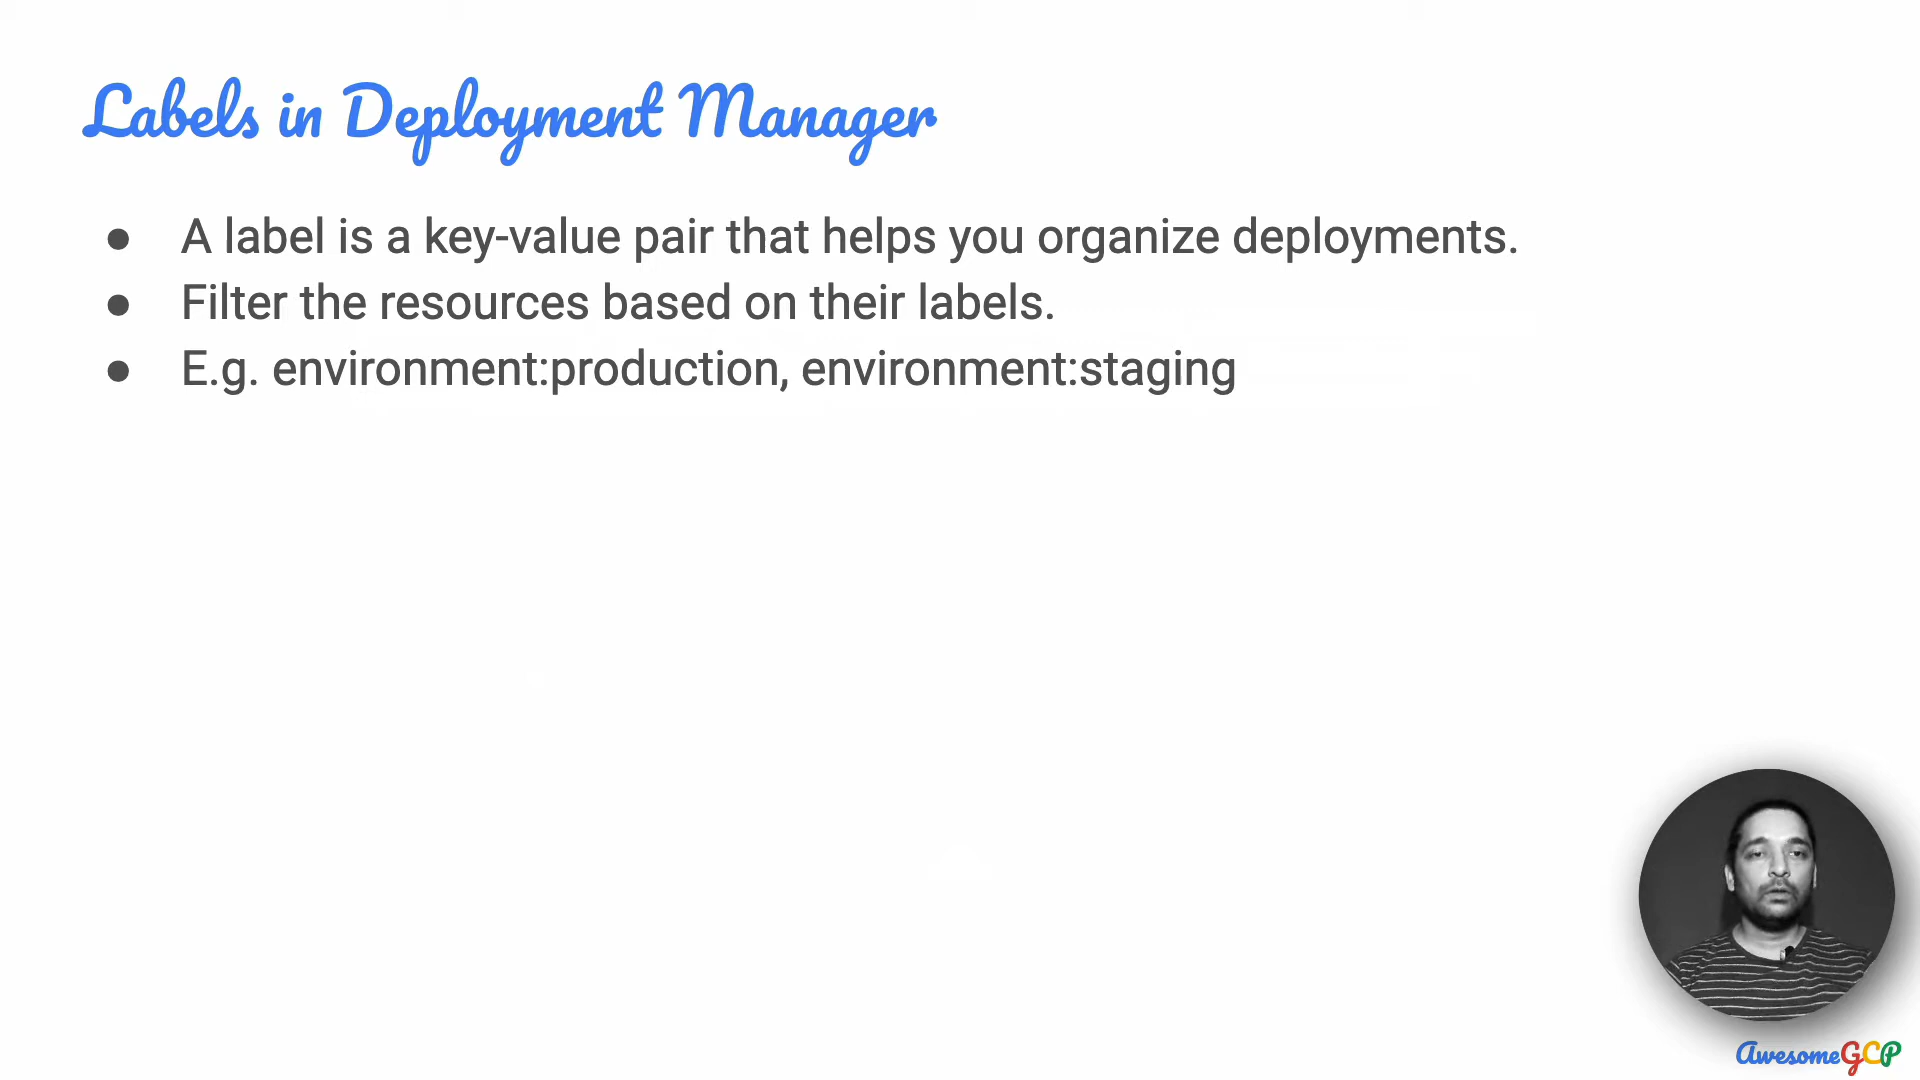 Labels in Deployment Manager
● A label is a key-value pair that helps you organize deployments.
● Filter the resources based on their labels.
● E.g. environment:production, environment:staging
AwesomeGCP